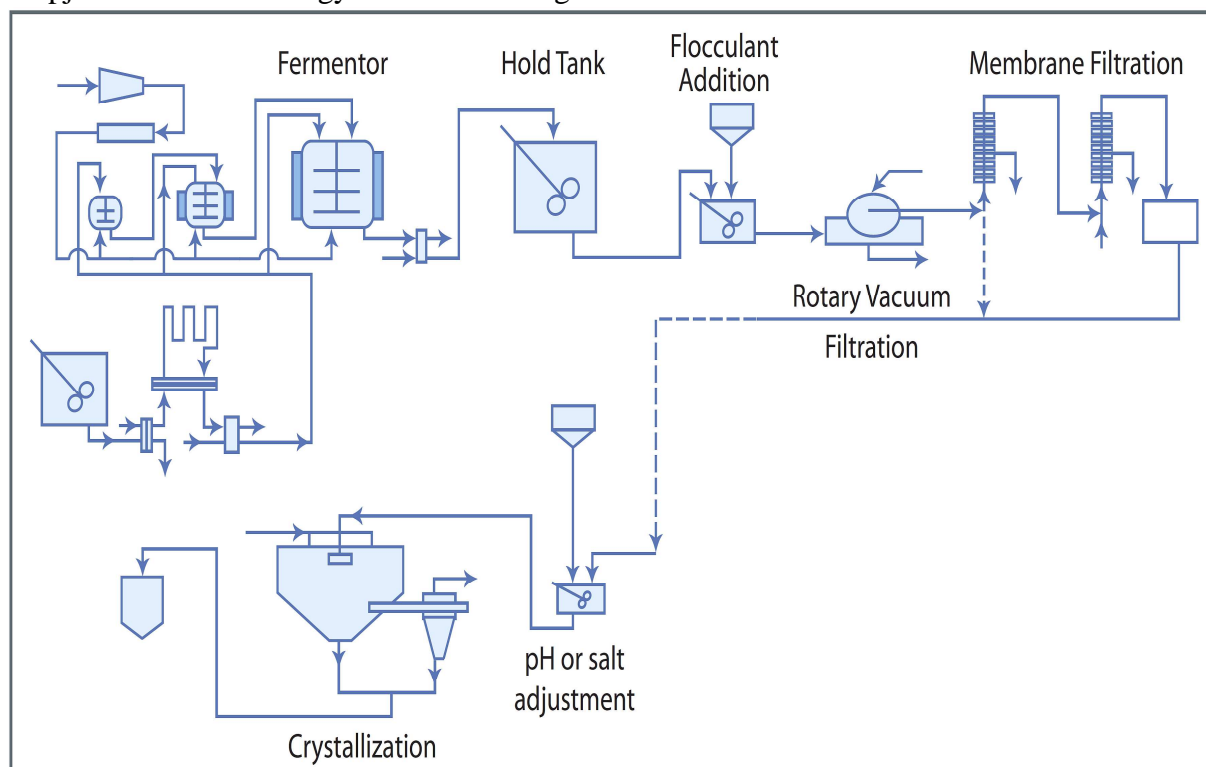 Fermentor
Hold Tank
Flocculant
Addition
Membrane Filtration
Rotary Vacuum
Filtration
pH or salt
adjustment
Crystallization